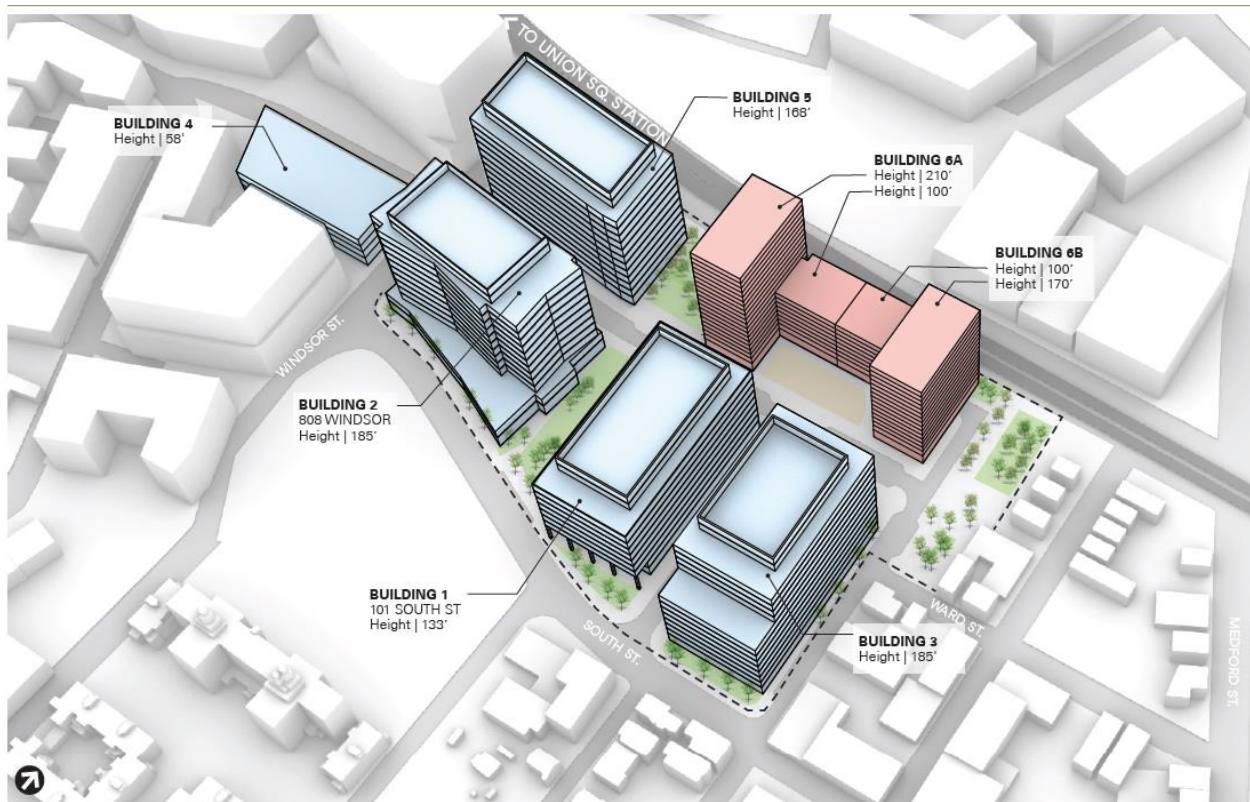 TO UNION SQ. STATION
BUILDING 5
Height | 168'
BUILDING 4
Height | 58'
BUILDING 6A
Height | 210'
Height | 100'
BUILDING 6B
Height | 100'
Height | 170'
WINDSOR ST.
BUILDING 2
808 WINDSOR
Height | 185'
BUILDING 1
101 SOUTH ST
Height | 133'
SOUTH ST.
BUILDING 3
Height | 185'
WARD ST.
MEDFORD ST.